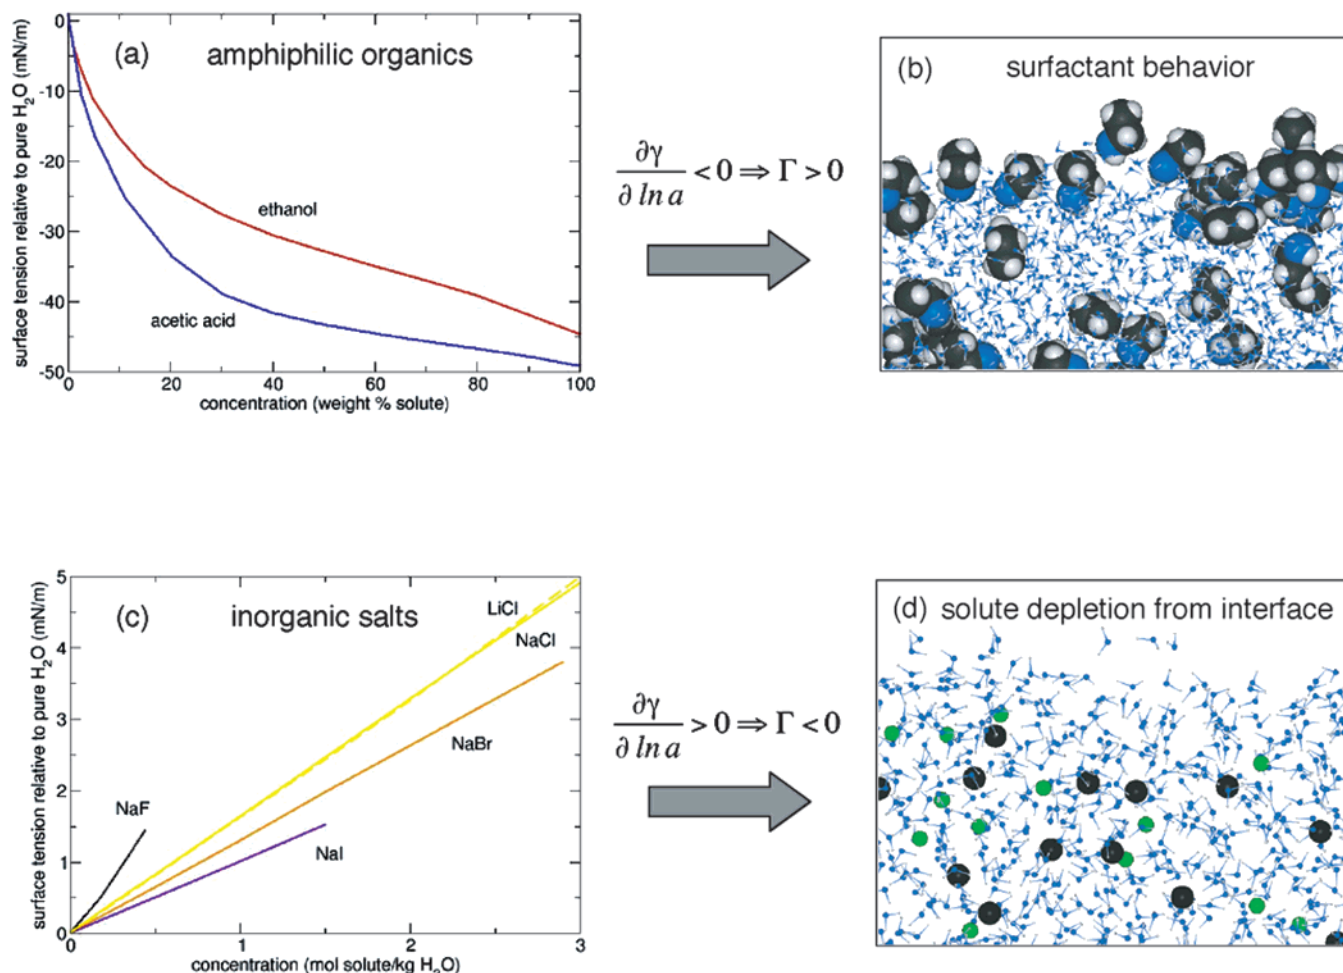 (a) amphiphilic organics
surface tension relative to pure H₂O (mN/m)
0
-10
-20
-30
-40
-50
ethanol
acetic acid
0 20 40 60 80 100
concentration (weight % solute)
∂γ/∂ ln a < 0 ⇒ Γ > 0
(b) surfactant behavior
(c) inorganic salts
surface tension relative to pure H₂O (mN/m)
5
4
3
2
1
0
LiCl
NaCl
NaBr
NaF
NaI
0 1 2 3
concentration (mol solute/kg H₂O)
∂γ/∂ ln a > 0 ⇒ Γ < 0
(d) solute depletion from interface